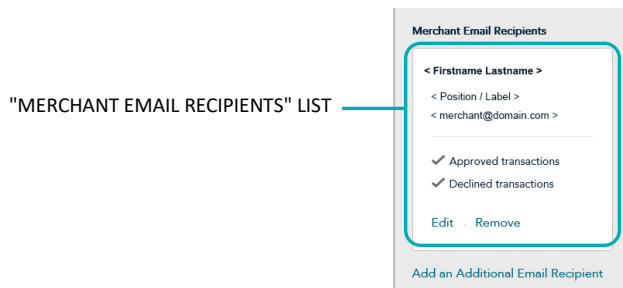 Merchant Email Recipients
< Firstname Lastname >
< Position / Label >
"MERCHANT EMAIL RECIPIENTS" LIST
< merchant@domain.com >
Approved transactions
Declined transactions
Edit · Remove
Add an Additional Email Recipient